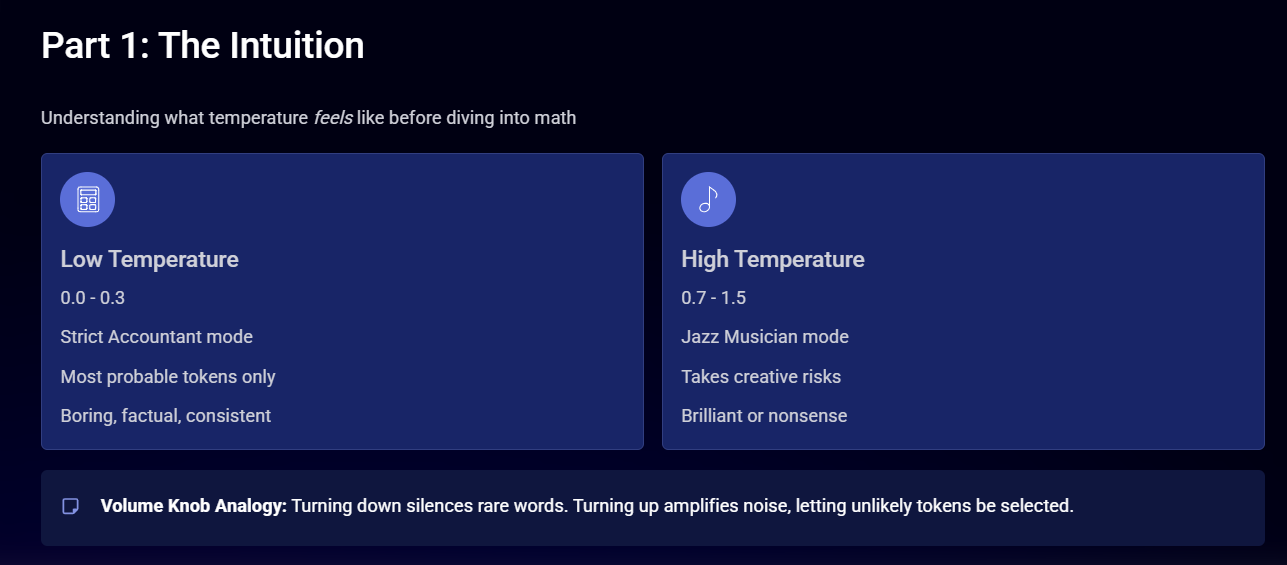 Part 1: The Intuition
Understanding what temperature feels like before diving into math
Low Temperature
0.0 - 0.3
Strict Accountant mode
Most probable tokens only
Boring, factual, consistent
High Temperature
0.7 - 1.5
Jazz Musician mode
Takes creative risks
Brilliant or nonsense
Volume Knob Analogy: Turning down silences rare words. Turning up amplifies noise, letting unlikely tokens be selected.